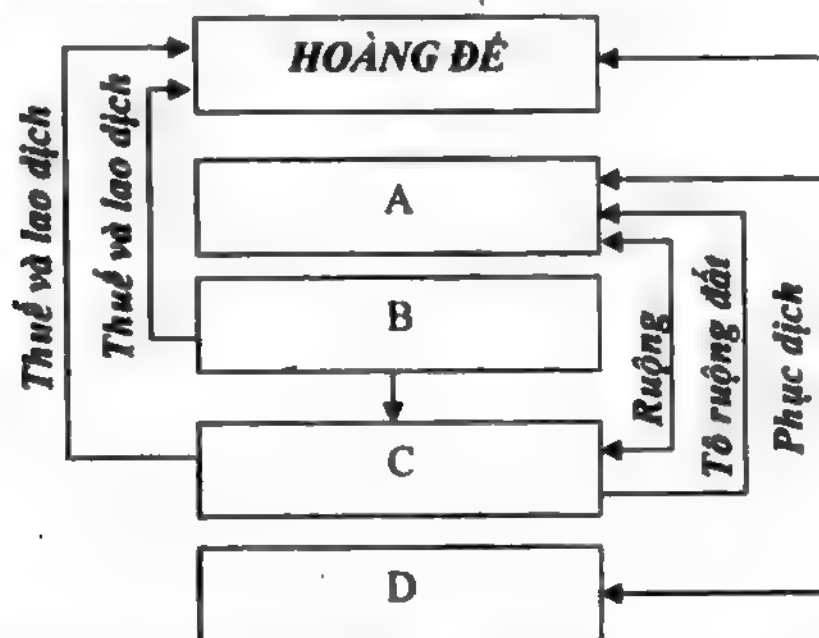 HOÀNG ĐẾ
A
B
C
D
Thuế và lao dịch
Thuế và lao dịch
Ruộng
Tô ruộng đất
Phục dịch